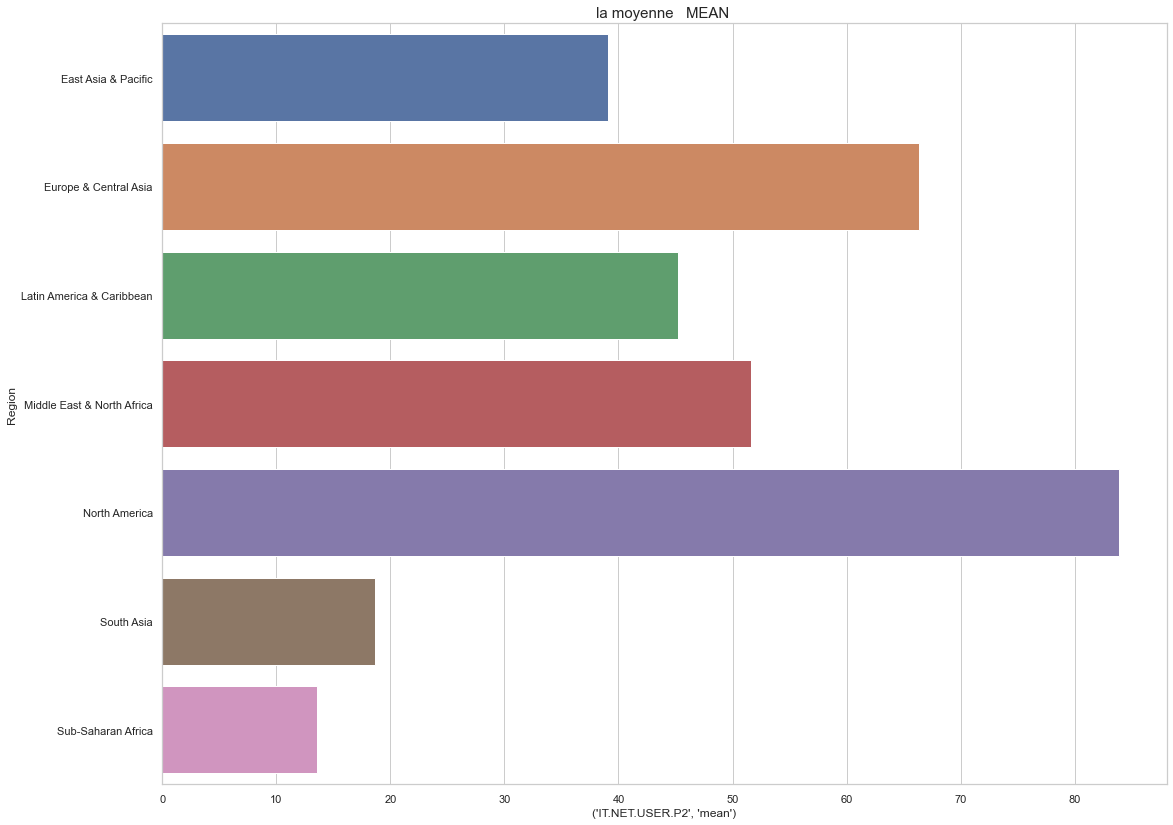 la moyenne   MEAN
East Asia & Pacific
Europe & Central Asia
Latin America & Caribbean
Middle East & North Africa
North America
South Asia
Sub-Saharan Africa
Region
0 10 20 30 40 50 60 70 80
('IT.NET.USER.P2', 'mean')